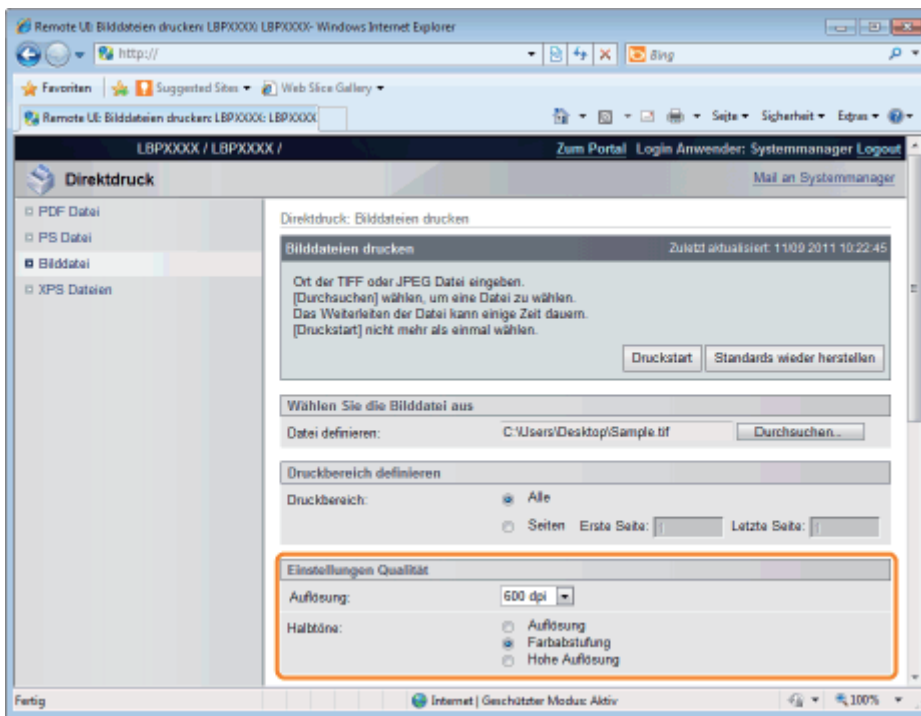 Remote UI: Bilddateien drucken: LBPXXXX: LBPXXXX - Windows Internet Explorer
http://
Bing
Favoriten Suggested Sites Web Slice Gallery
Remote UI: Bilddateien drucken: LBPXXXX: LBPXXXX
Seite Sicherheit Extras
LBPXXXX / LBPXXXX /
Zum Portal Login Anwender: Systemmanager Logout
Direktdruck
Mail an Systemmanager
PDF Datei
PS Datei
Bilddatei
XPS Dateien
Direktdruck: Bilddateien drucken
Bilddateien drucken Zuletzt aktualisiert: 11/09 2011 10:22:45
Ort der TIFF oder JPEG Datei eingeben.
[Durchsuchen] wählen, um eine Datei zu wählen.
Das Weiterleiten der Datei kann einige Zeit dauern.
[Druckstart] nicht mehr als einmal wählen.
Druckstart Standards wieder herstellen
Wählen Sie die Bilddatei aus
Datei definieren: C:\Users\Desktop\Sample.tif Durchsuchen...
Druckbereich definieren
Druckbereich: Alle
Seiten Erste Seite: 1 Letzte Seite: 1
Einstellungen Qualität
Auflösung: 600 dpi
Halbtöne: Auflösung
Farbabstufung
Hohe Auflösung
Fertig Internet | Geschützter Modus: Aktiv 100%